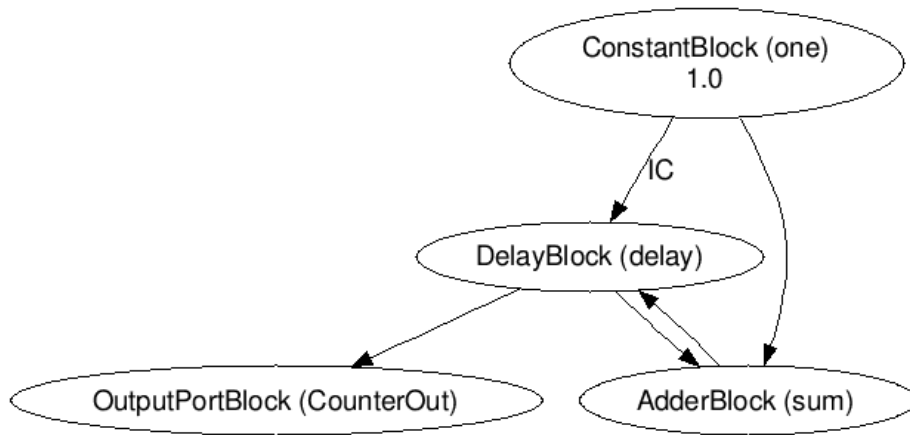 ConstantBlock (one)
1.0
IC
DelayBlock (delay)
OutputPortBlock (CounterOut)
AdderBlock (sum)